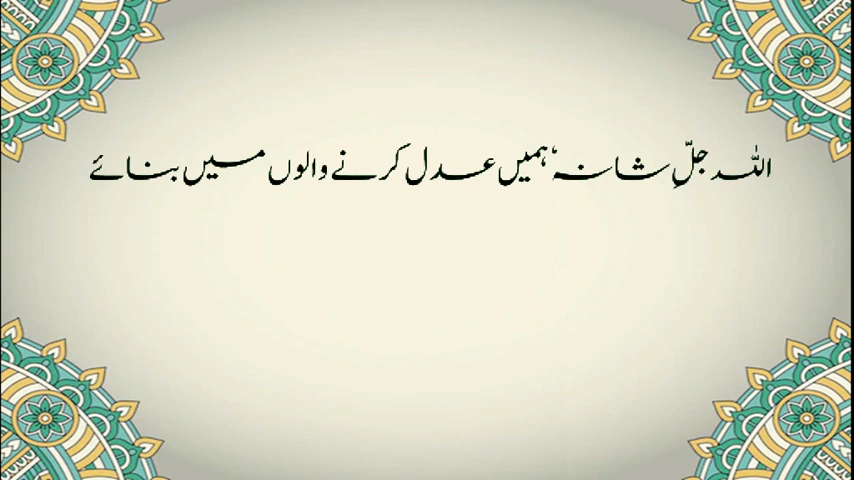 اللہ جلِّ شانہ‘ ہمیں عدل کرنے والوں میں بنائے